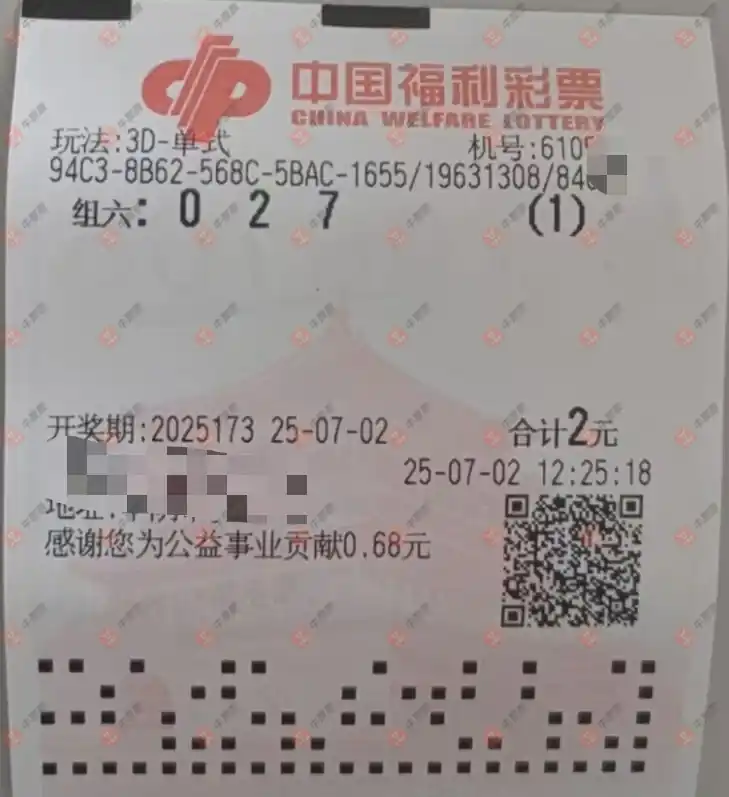 中国福利彩票
CHINA WELFARE LOTTERY
玩法:3D-单式 机号:610
94C3-8B62-568C-5BAC-1655/19631308/84
组六: 0 2 7 (1)
开奖期:2025173 25-07-02 合计2元
25-07-02 12:25:18
地址:
感谢您为公益事业贡献0.68元